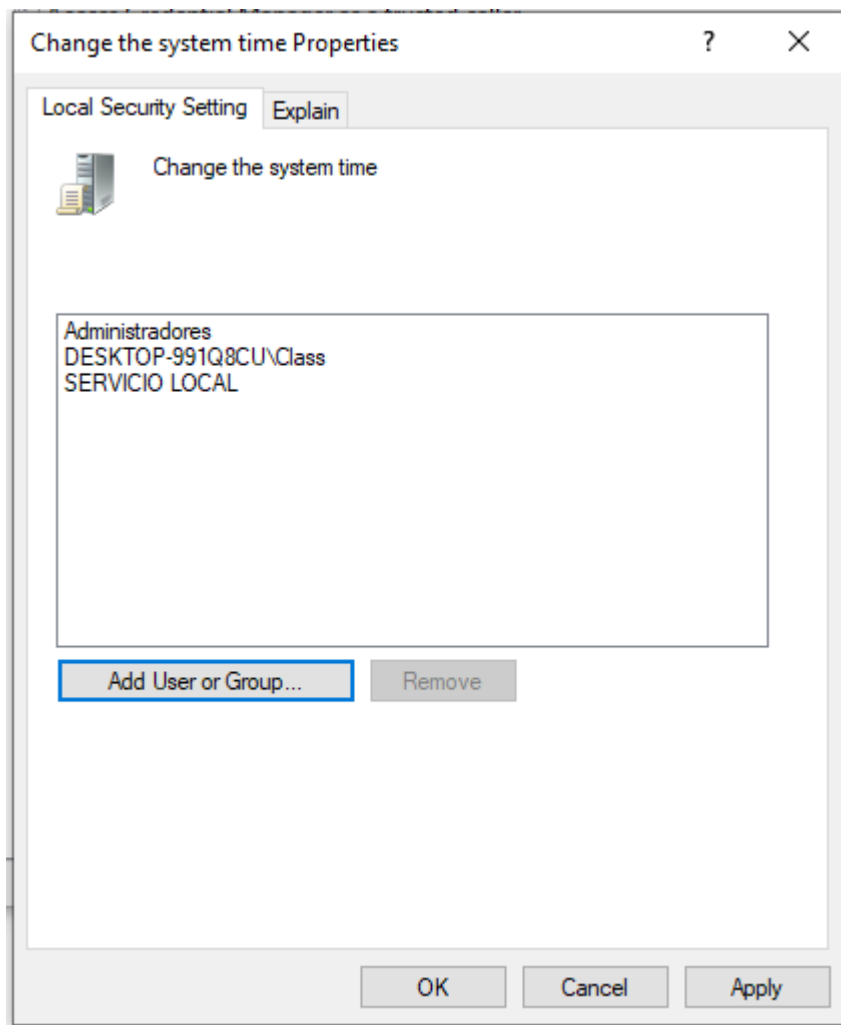 Change the system time Properties
?
Local Security Setting
Explain
Change the system time
Administradores
DESKTOP-991Q8CU\Class
SERVICIO LOCAL
Add User or Group...
Remove
OK
Cancel
Apply